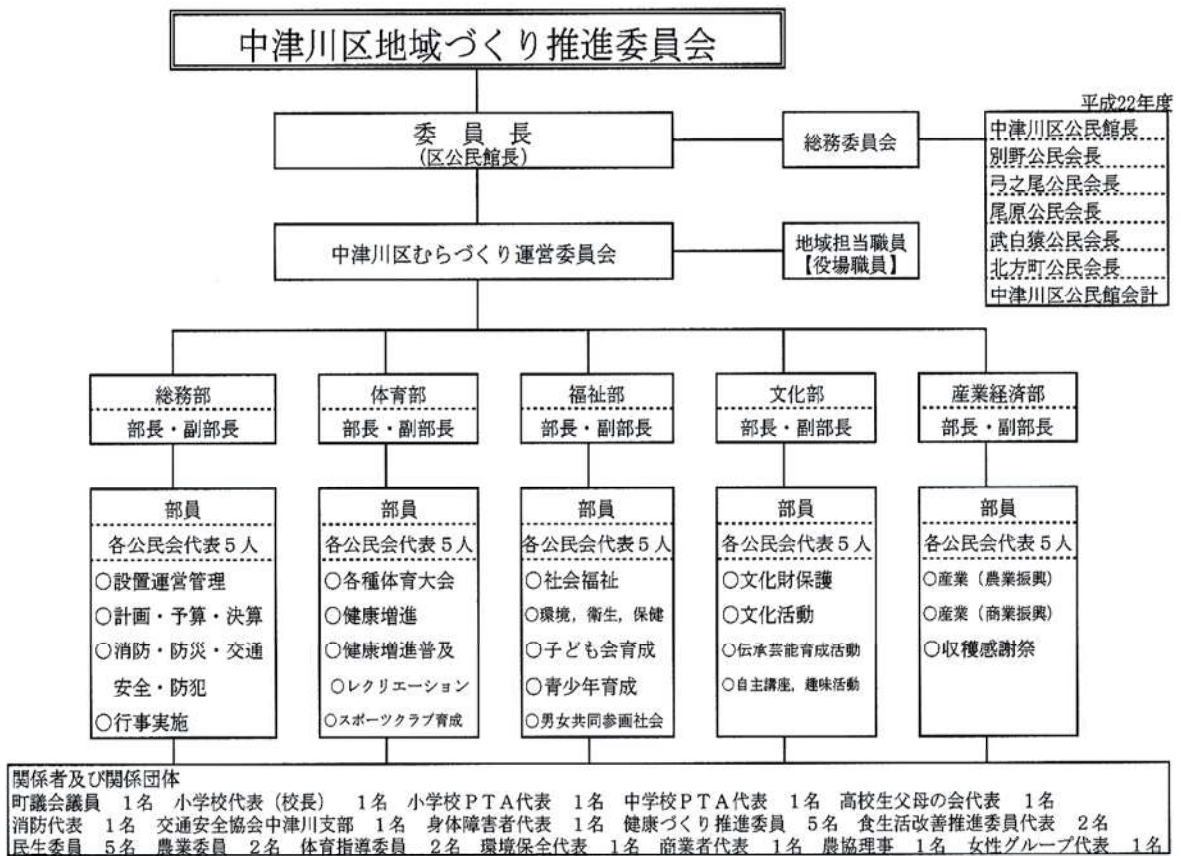 中津川区地域づくり推進委員会
平成22年度
委員長
(区公民館長)
総務委員会
中津川区公民館長
別野公民会長
弓之尾公民会長
尾原公民会長
武白猿公民会長
北方町公民会長
中津川区公民館会計
中津川区むらづくり運営委員会
地域担当職員
【役場職員】
総務部
部長・副部長
体育部
部長・副部長
福祉部
部長・副部長
文化部
部長・副部長
産業経済部
部長・副部長
部員
各公民会代表5人
○設置運営管理
○計画・予算・決算
○消防・防災・交通
安全・防犯
○行事実施
部員
各公民会代表5人
○各種体育大会
○健康増進
○健康増進普及
○レクリエーション
○スポーツクラブ育成
部員
各公民会代表5人
○社会福祉
○環境，衛生，保健
○子ども会育成
○青少年育成
○男女共同参画社会
部員
各公民会代表5人
○文化財保護
○文化活動
○伝承芸能育成活動
○自主講座，趣味活動
部員
各公民会代表5人
○産業（農業振興）
○産業（商業振興）
○収穫感謝祭
関係者及び関係団体
町議会議員 1名 小学校代表（校長） 1名 小学校PTA代表 1名 中学校PTA代表 1名 高校生父母の会代表 1名
消防代表 1名 交通安全協会中津川支部 1名 身体障害者代表 1名 健康づくり推進委員 5名 食生活改善推進委員代表 2名
民生委員 5名 農業委員 2名 体育指導委員 2名 環境保全代表 1名 商業者代表 1名 農協理事 1名 女性グループ代表 1名